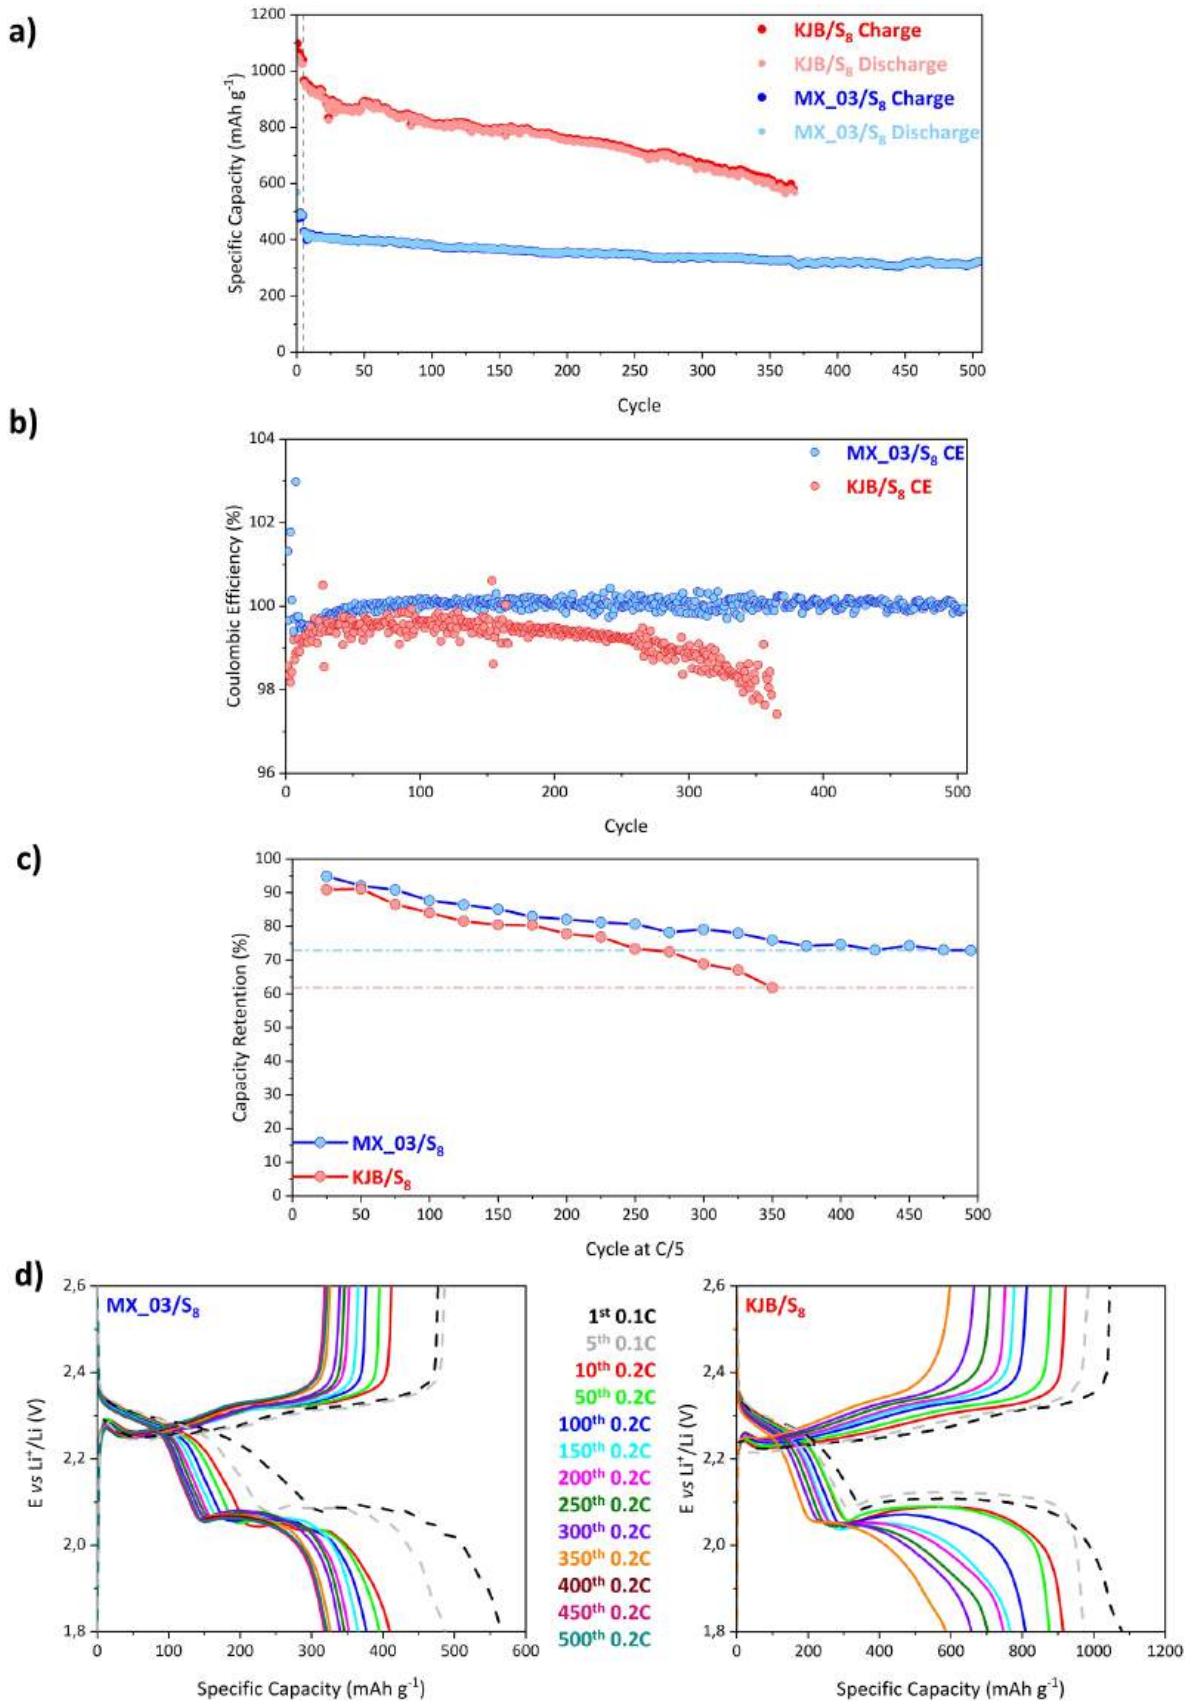 a)
1200
1000
800
600
400
200
0
Specific Capacity (mAh g⁻¹)
KJB/S₈ Charge
KJB/S₈ Discharge
MX_03/S₈ Charge
MX_03/S₈ Discharge
0 50 100 150 200 250 300 350 400 450 500
Cycle
b)
104
102
100
98
96
Coulombic Efficiency (%)
MX_03/S₈ CE
KJB/S₈ CE
0 100 200 300 400 500
Cycle
c)
100
90
80
70
60
50
40
30
20
10
0
Capacity Retention (%)
MX_03/S₈
KJB/S₈
0 50 100 150 200 250 300 350 400 450 500
Cycle at C/5
d)
2,6
2,4
2,2
2,0
1,8
E vs Li⁺/Li (V)
MX_03/S₈
0 100 200 300 400 500 600
Specific Capacity (mAh g⁻¹)
1ˢᵗ 0.1C
5ᵗʰ 0.1C
10ᵗʰ 0.2C
50ᵗʰ 0.2C
100ᵗʰ 0.2C
150ᵗʰ 0.2C
200ᵗʰ 0.2C
250ᵗʰ 0.2C
300ᵗʰ 0.2C
350ᵗʰ 0.2C
400ᵗʰ 0.2C
450ᵗʰ 0.2C
500ᵗʰ 0.2C
2,6
2,4
2,2
2,0
1,8
E vs Li⁺/Li (V)
KJB/S₈
0 200 400 600 800 1000 1200
Specific Capacity (mAh g⁻¹)